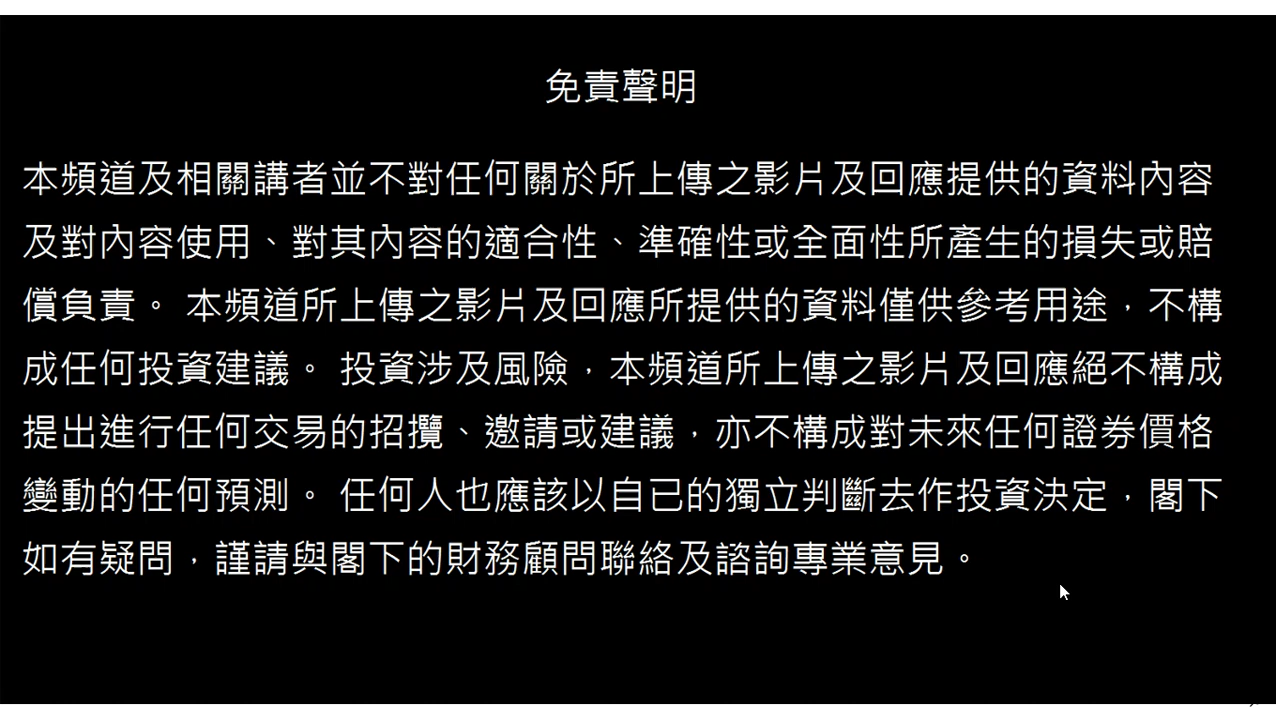 免責聲明
本頻道及相關講者並不對任何關於所上傳之影片及回應提供的資料內容
及對內容使用、對其內容的適合性、準確性或全面性所產生的損失或賠
償負責。 本頻道所上傳之影片及回應所提供的資料僅供參考用途，不構
成任何投資建議。 投資涉及風險，本頻道所上傳之影片及回應絕不構成
提出進行任何交易的招攬、邀請或建議，亦不構成對未來任何證券價格
變動的任何預測。 任何人也應該以自已的獨立判斷去作投資決定，閣下
如有疑問，謹請與閣下的財務顧問聯絡及諮詢專業意見。